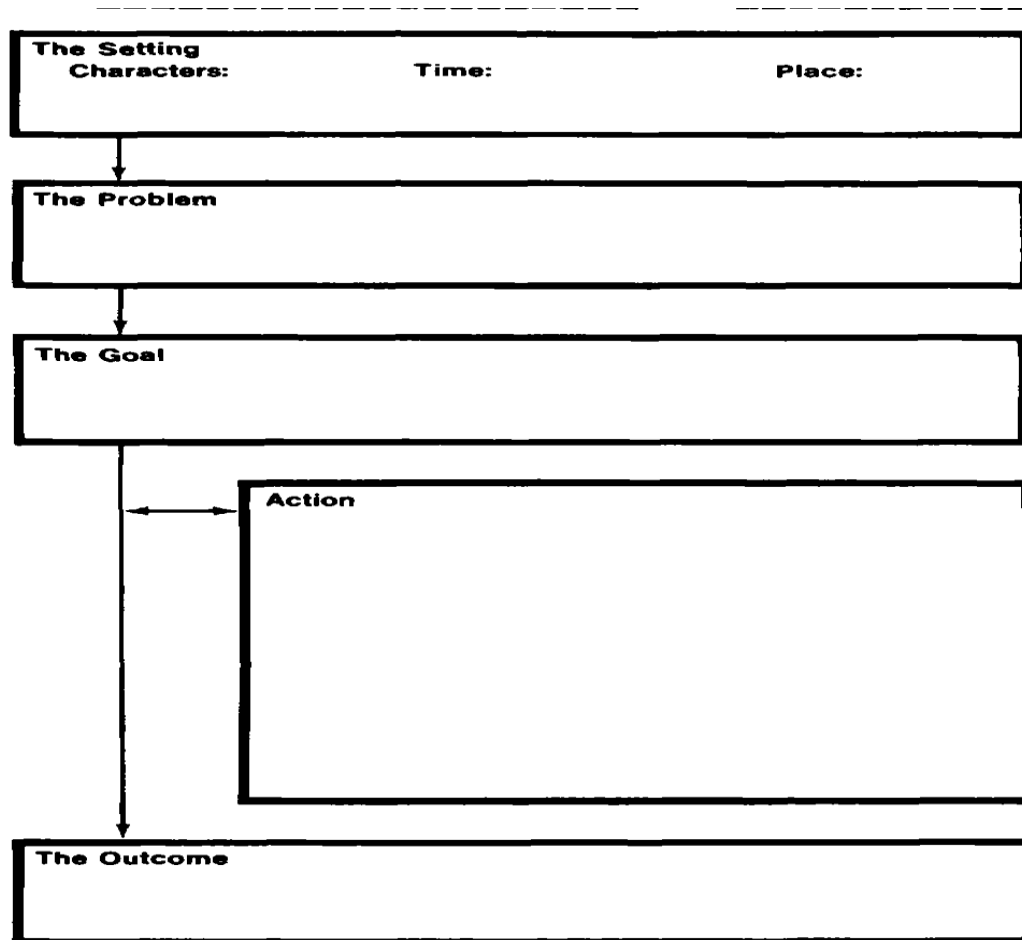 The Setting
Characters: Time: Place:
The Problem
The Goal
Action
The Outcome